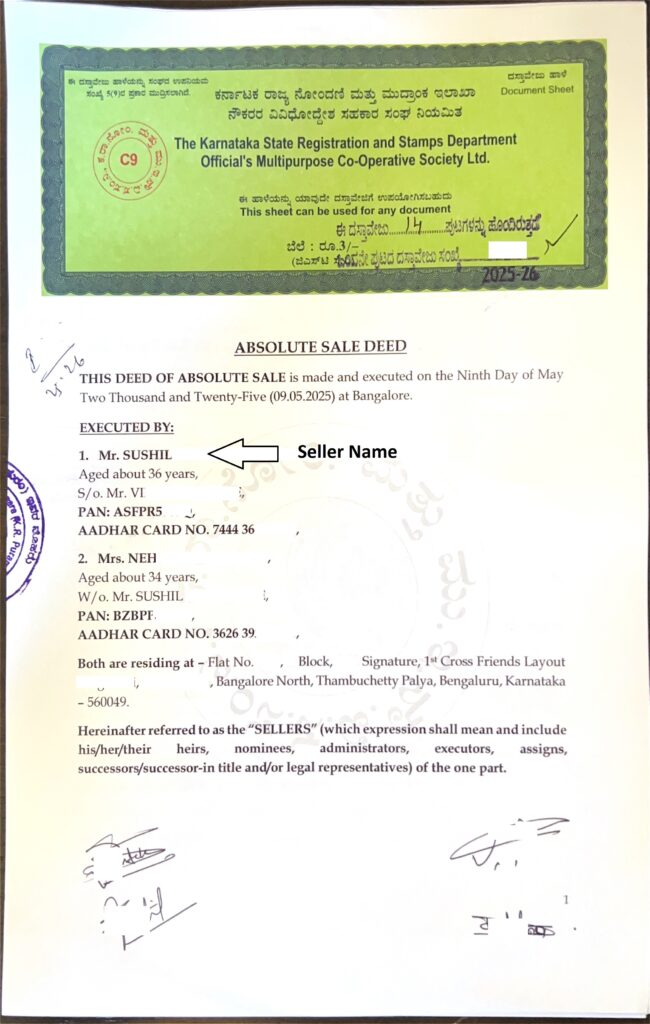 ಈ ದಸ್ತಾವೇಜು ಹಾಳೆಯನ್ನು ಸಂಘದ ಉಪನಿಯಮ
ಸಂಖ್ಯೆ 5(9)ರ ಪ್ರಕಾರ ಮುದ್ರಿಸಲಾಗಿದೆ.
ದಸ್ತಾವೇಜು ಹಾಳೆ
Document Sheet
ಕರ್ನಾಟಕ ರಾಜ್ಯ ನೋಂದಣಿ ಮತ್ತು ಮುದ್ರಾಂಕ ಇಲಾಖಾ
ನೌಕರರ ವಿವಿಧೋದ್ದೇಶ ಸಹಕಾರ ಸಂಘ ನಿಯಮಿತ
C9
The Karnataka State Registration and Stamps Department
Official's Multipurpose Co-Operative Society Ltd.
ಈ ಹಾಳೆಯನ್ನು ಯಾವುದೇ ದಸ್ತಾವೇಜಿಗೆ ಉಪಯೋಗಿಸಬಹುದು
This sheet can be used for any document
ಈ ದಸ್ತಾವೇಜು 14 ಪುಟಗಳನ್ನು ಹೊಂದಿರುತ್ತದೆ
ಬೆಲೆ : ರೂ.3/-
ಪುಟದ ದಸ್ತಾವೇಜು ಸಂಖ್ಯೆ
2025-26
ABSOLUTE SALE DEED
THIS DEED OF ABSOLUTE SALE is made and executed on the Ninth Day of May
Two Thousand and Twenty-Five (09.05.2025) at Bangalore.
EXECUTED BY:
1. Mr. SUSHIL
Seller Name
Aged about 36 years,
S/o. Mr. VI
PAN: ASFPR5
AADHAR CARD NO. 7444 36 ,
2. Mrs. NEH ,
Aged about 34 years,
W/o. Mr. SUSHIL ,
PAN: BZBPF ,
AADHAR CARD NO. 3626 39 ,
Both are residing at – Flat No. , Block, Signature, 1st Cross Friends Layout
, , Bangalore North, Thambuchetty Palya, Bengaluru, Karnataka
– 560049.
Hereinafter referred to as the “SELLERS” (which expression shall mean and include
his/her/their heirs, nominees, administrators, executors, assigns,
successors/successor-in title and/or legal representatives) of the one part.
1